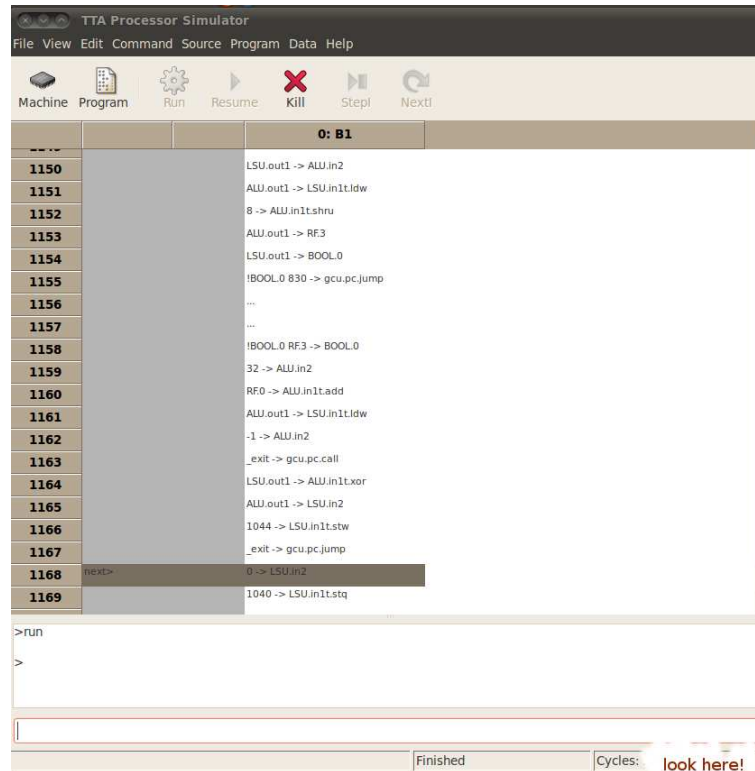 TTA Processor Simulator
File View Edit Command Source Program Data Help
Machine Program Run Resume Kill StepI NextI
0: B1
1150 LSU.out1 -> ALU.in2
1151 ALU.out1 -> LSU.in1t.ldw
1152 8 -> ALU.in1t.shru
1153 ALU.out1 -> RF.3
1154 LSU.out1 -> BOOL.0
1155 !BOOL.0 830 -> gcu.pc.jump
1156 ...
1157 ...
1158 !BOOL.0 RF.3 -> BOOL.0
1159 32 -> ALU.in2
1160 RF.0 -> ALU.in1t.add
1161 ALU.out1 -> LSU.in1t.ldw
1162 -1 -> ALU.in2
1163 _exit -> gcu.pc.call
1164 LSU.out1 -> ALU.in1t.xor
1165 ALU.out1 -> LSU.in2
1166 1044 -> LSU.in1t.stw
1167 _exit -> gcu.pc.jump
1168 next> 0 -> LSU.in2
1169 1040 -> LSU.in1t.stq
>run
>
Finished Cycles: look here!